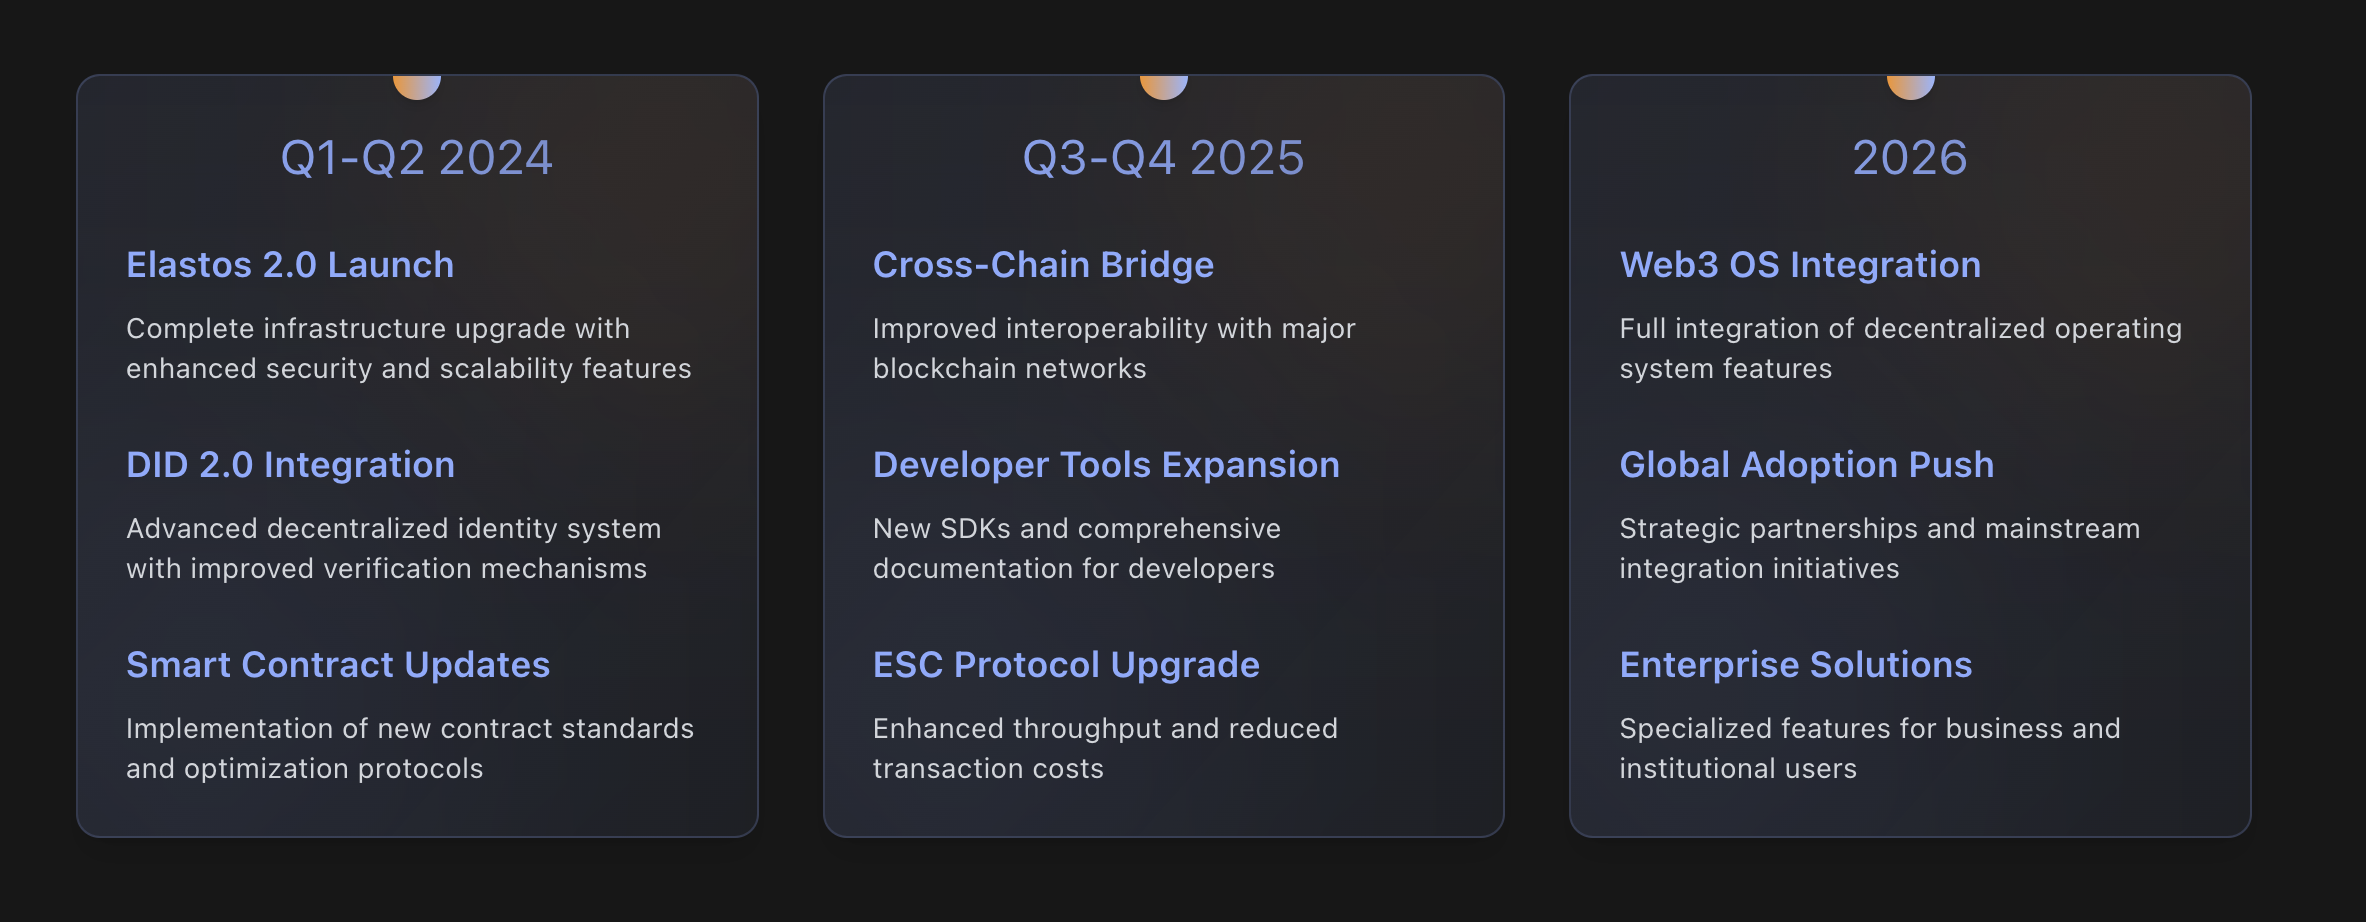 Q1-Q2 2024
Elastos 2.0 Launch
Complete infrastructure upgrade with
enhanced security and scalability features
DID 2.0 Integration
Advanced decentralized identity system
with improved verification mechanisms
Smart Contract Updates
Implementation of new contract standards
and optimization protocols
Q3-Q4 2025
Cross-Chain Bridge
Improved interoperability with major
blockchain networks
Developer Tools Expansion
New SDKs and comprehensive
documentation for developers
ESC Protocol Upgrade
Enhanced throughput and reduced
transaction costs
2026
Web3 OS Integration
Full integration of decentralized operating
system features
Global Adoption Push
Strategic partnerships and mainstream
integration initiatives
Enterprise Solutions
Specialized features for business and
institutional users